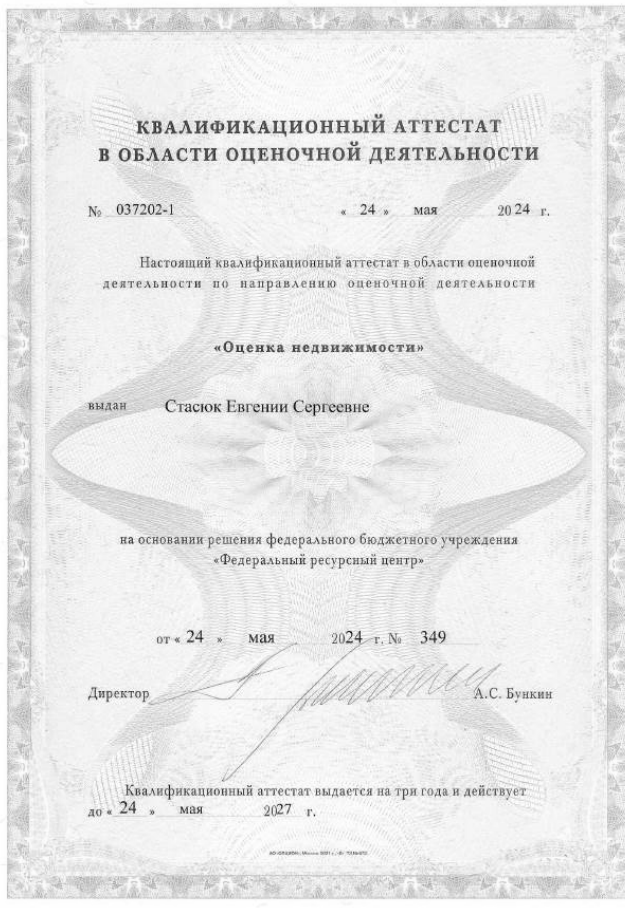 КВАЛИФИКАЦИОННЫЙ АТТЕСТАТ
В ОБЛАСТИ ОЦЕНОЧНОЙ ДЕЯТЕЛЬНОСТИ
№ 037202-1 « 24 » мая 20 24 г.
Настоящий квалификационный аттестат в области оценочной
деятельности по направлению оценочной деятельности
«Оценка недвижимости»
выдан Стасюк Евгении Сергеевне
на основании решения федерального бюджетного учреждения
«Федеральный ресурсный центр»
от « 24 » мая 2024 г. № 349
Директор А.С. Бункин
Квалификационный аттестат выдается на три года и действует
до « 24 » мая 2027 г.